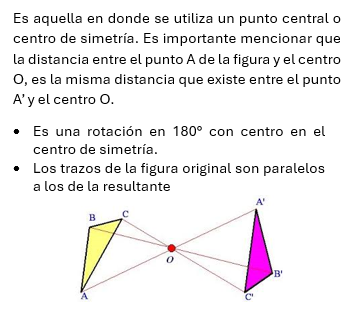 Es aquella en donde se utiliza un punto central o
centro de simetría. Es importante mencionar que
la distancia entre el punto A de la figura y el centro
O, es la misma distancia que existe entre el punto
A’ y el centro O.
• Es una rotación en 180° con centro en el
centro de simetría.
• Los trazos de la figura original son paralelos
a los de la resultante
A'
B C
O
B'
A C'